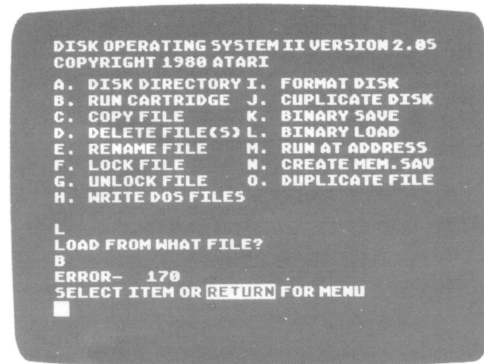 DISK OPERATING SYSTEM II VERSION 2.0S
COPYRIGHT 1980 ATARI
A. DISK DIRECTORY I. FORMAT DISK
B. RUN CARTRIDGE J. CUPLICATE DISK
C. COPY FILE K. BINARY SAVE
D. DELETE FILE(S) L. BINARY LOAD
E. RENAME FILE M. RUN AT ADDRESS
F. LOCK FILE N. CREATE MEM.SAV
G. UNLOCK FILE O. DUPLICATE FILE
H. WRITE DOS FILES
L
LOAD FROM WHAT FILE?
B
ERROR- 170
SELECT ITEM OR RETURN FOR MENU